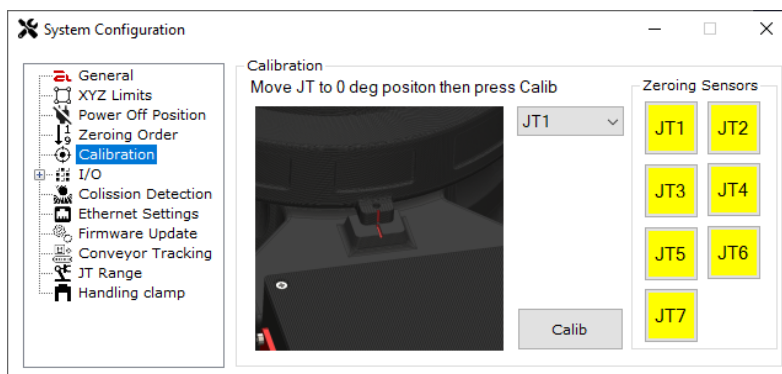 System Configuration
General
XYZ Limits
Power Off Position
Zeroing Order
Calibration
I/O
Colission Detection
Ethernet Settings
Firmware Update
Conveyor Tracking
JT Range
Handling clamp
Calibration
Move JT to 0 deg positon then press Calib
JT1
Calib
Zeroing Sensors
JT1 JT2
JT3 JT4
JT5 JT6
JT7